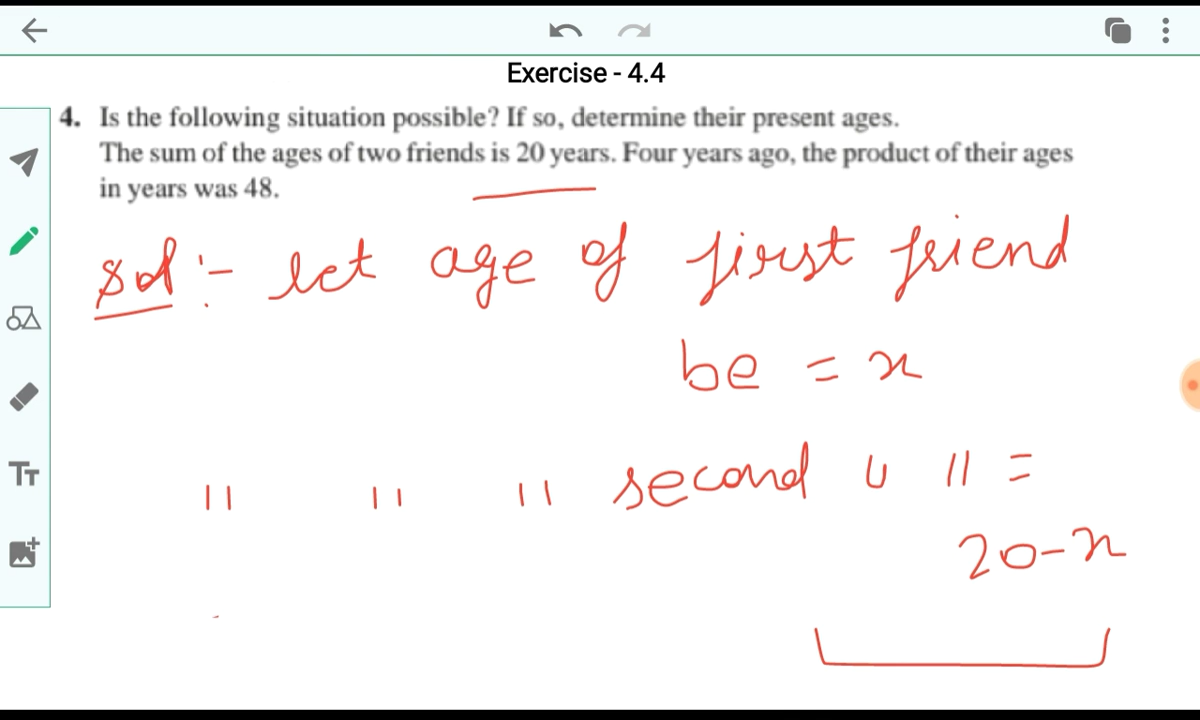 Exercise - 4.4
4. Is the following situation possible? If so, determine their present ages.
The sum of the ages of two friends is 20 years. Four years ago, the product of their ages
in years was 48.
Sol:- let age of first friend
be = x
" " " second " " =
20-x
TT